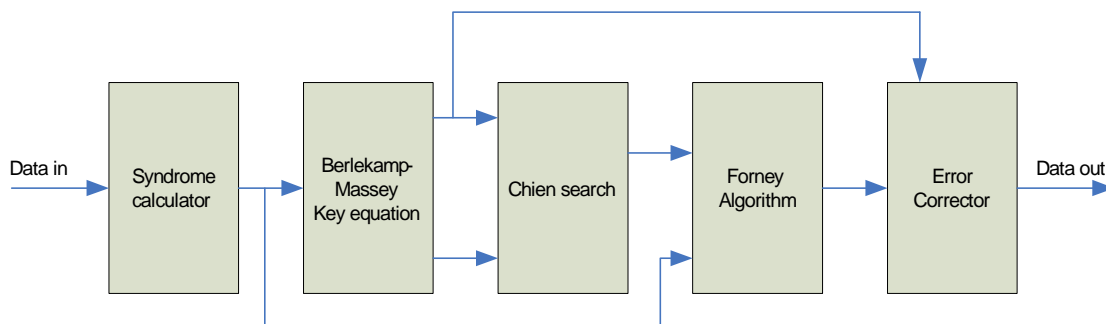 Data in
Syndrome
calculator
Berlekamp-
Massey
Key equation
Chien search
Forney
Algorithm
Error
Corrector
Data out